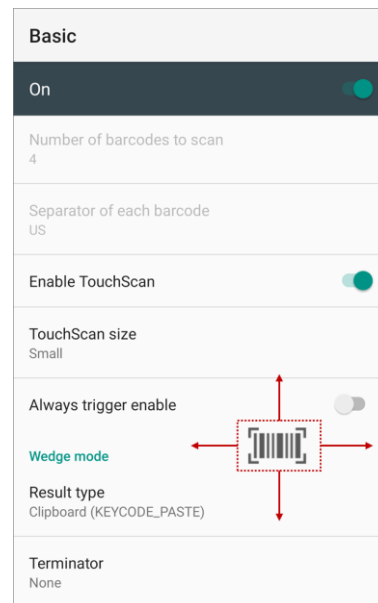 Basic
On
Number of barcodes to scan
4
Separator of each barcode
US
Enable TouchScan
TouchScan size
Small
Always trigger enable
Wedge mode
Result type
Clipboard (KEYCODE_PASTE)
Terminator
None